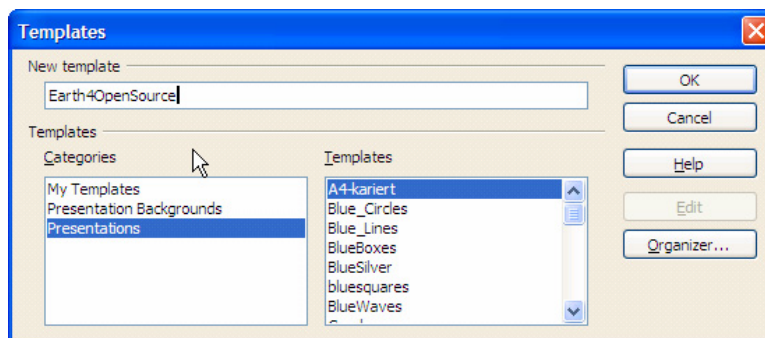 Templates
New template
Earth4OpenSource
OK
Cancel
Templates
Categories
Templates
Help
My Templates
Presentation Backgrounds
Presentations
A4-kariert
Blue_Circles
Blue_Lines
BlueBoxes
BlueSilver
bluesquares
BlueWaves
Edit
Organizer...